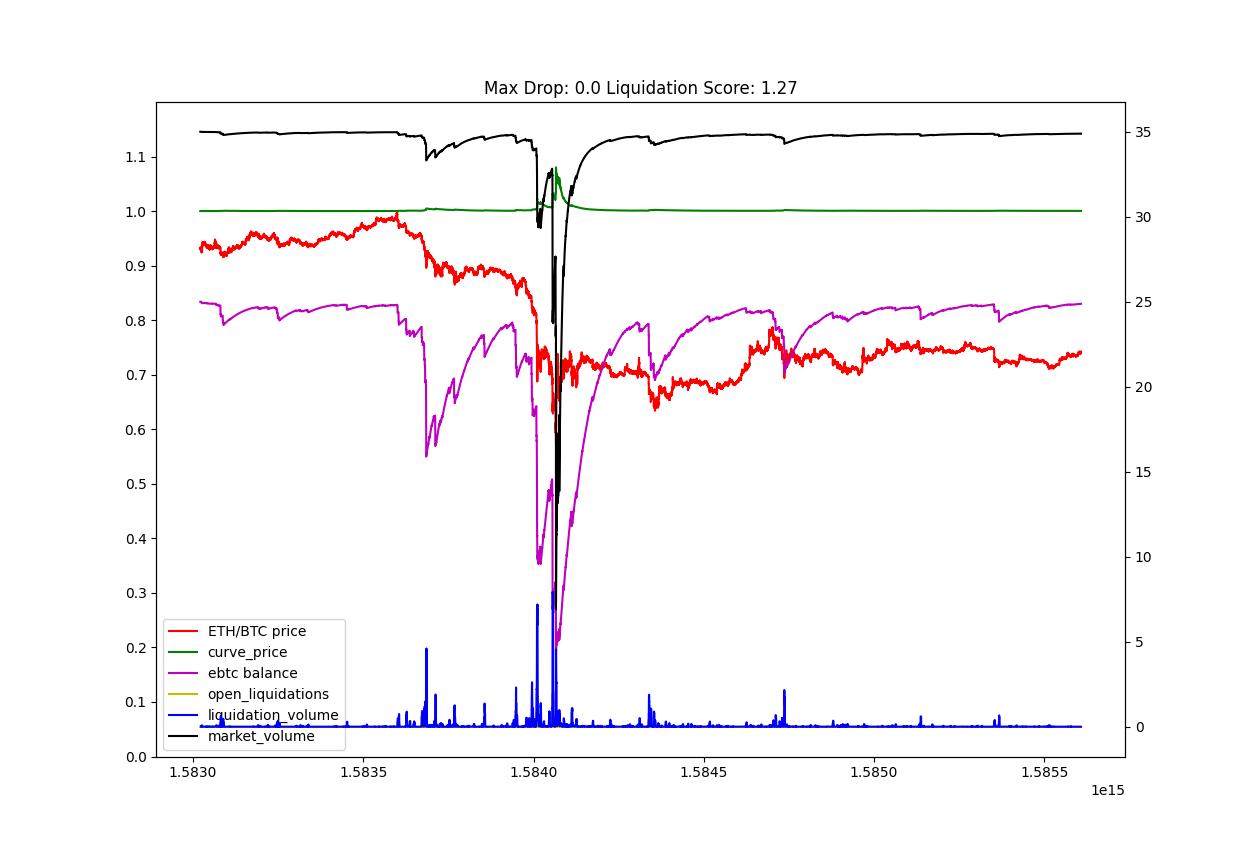 Max Drop: 0.0 Liquidation Score: 1.27
1.1
1.0
0.9
0.8
0.7
0.6
0.5
0.4
0.3
0.2
0.1
0.0
35
30
25
20
15
10
5
0
ETH/BTC price
curve_price
ebtc balance
open_liquidations
liquidation_volume
market_volume
1.5830 1.5835 1.5840 1.5845 1.5850 1.5855
1e15